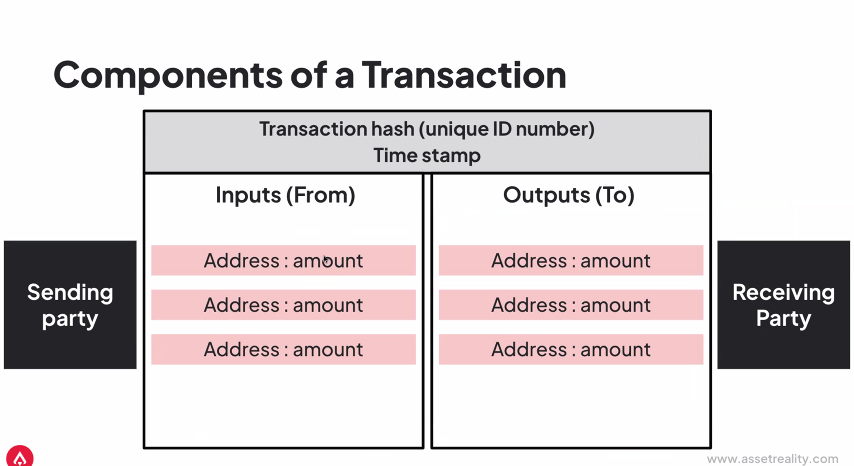 Components of a Transaction
Transaction hash (unique ID number)
Time stamp
Inputs (From)
Outputs (To)
Address : amount
Address : amount
Address : amount
Address : amount
Address : amount
Address : amount
Sending
party
Receiving
Party
www.assetreality.com